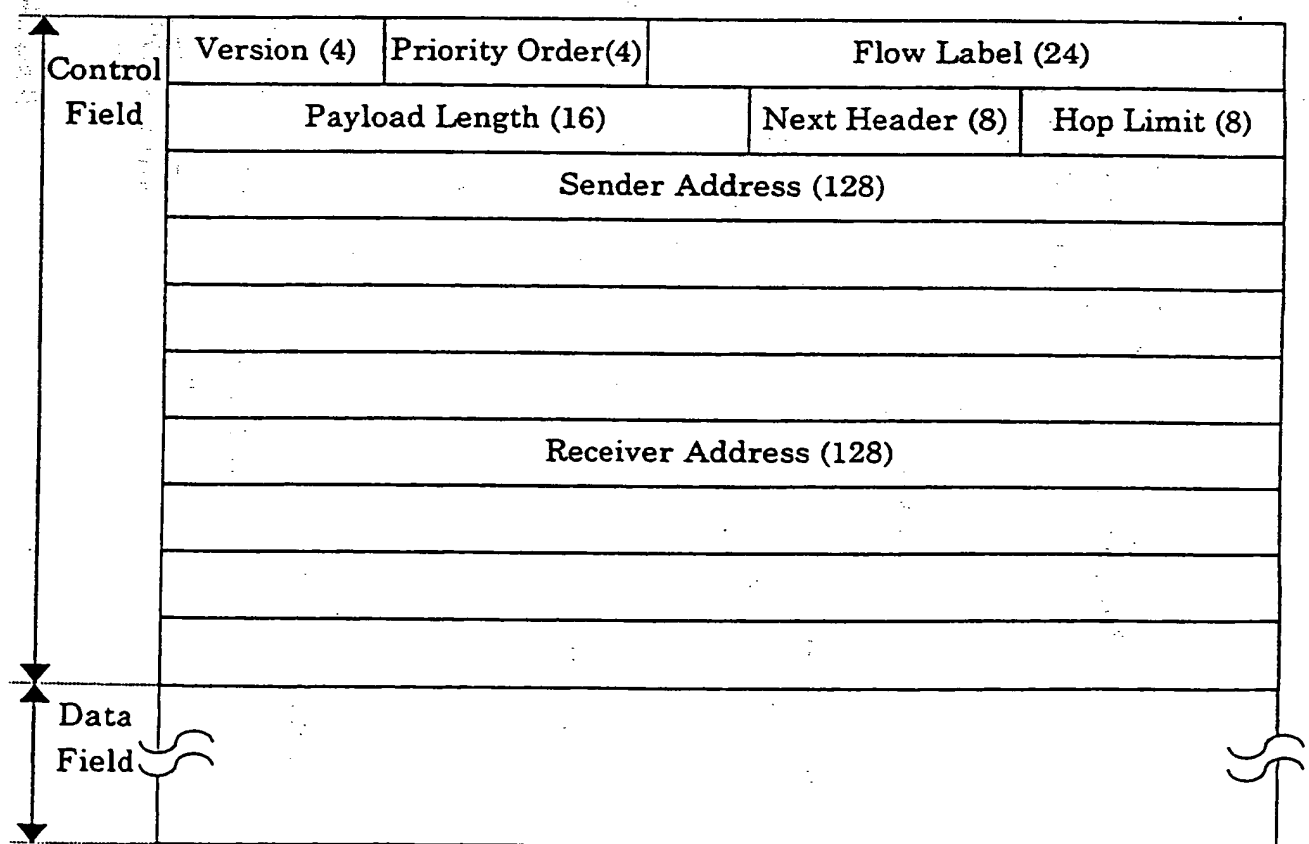 Control
Field
Version (4)
Priority Order(4)
Flow Label (24)
Payload Length (16)
Next Header (8)
Hop Limit (8)
Sender Address (128)
Receiver Address (128)
Data
Field